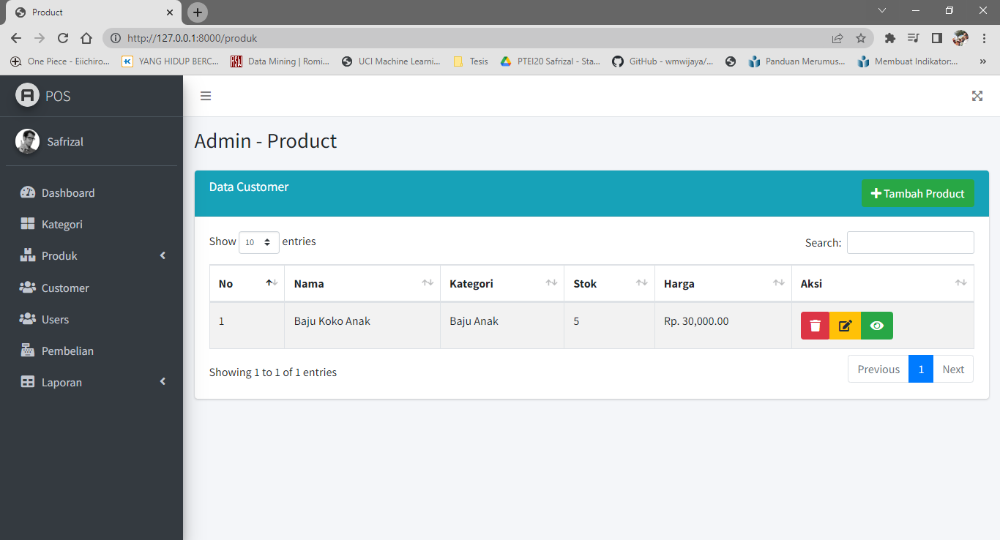 Product
http://127.0.0.1:8000/produk
One Piece - Eiichiro... YANG HIDUP BERC... Data Mining | Romi... UCI Machine Learni... Tesis PTEI20 Safrizal - Sta... GitHub - wmwijaya/... Panduan Merumus... Membuat Indikator:... »
POS
Safrizal
Dashboard
Kategori
Produk
Customer
Users
Pembelian
Laporan
Admin - Product
Data Customer
Tambah Product
Show 10 entries
Search:
No Nama Kategori Stok Harga Aksi
1 Baju Koko Anak Baju Anak 5 Rp. 30,000.00
Showing 1 to 1 of 1 entries
Previous 1 Next